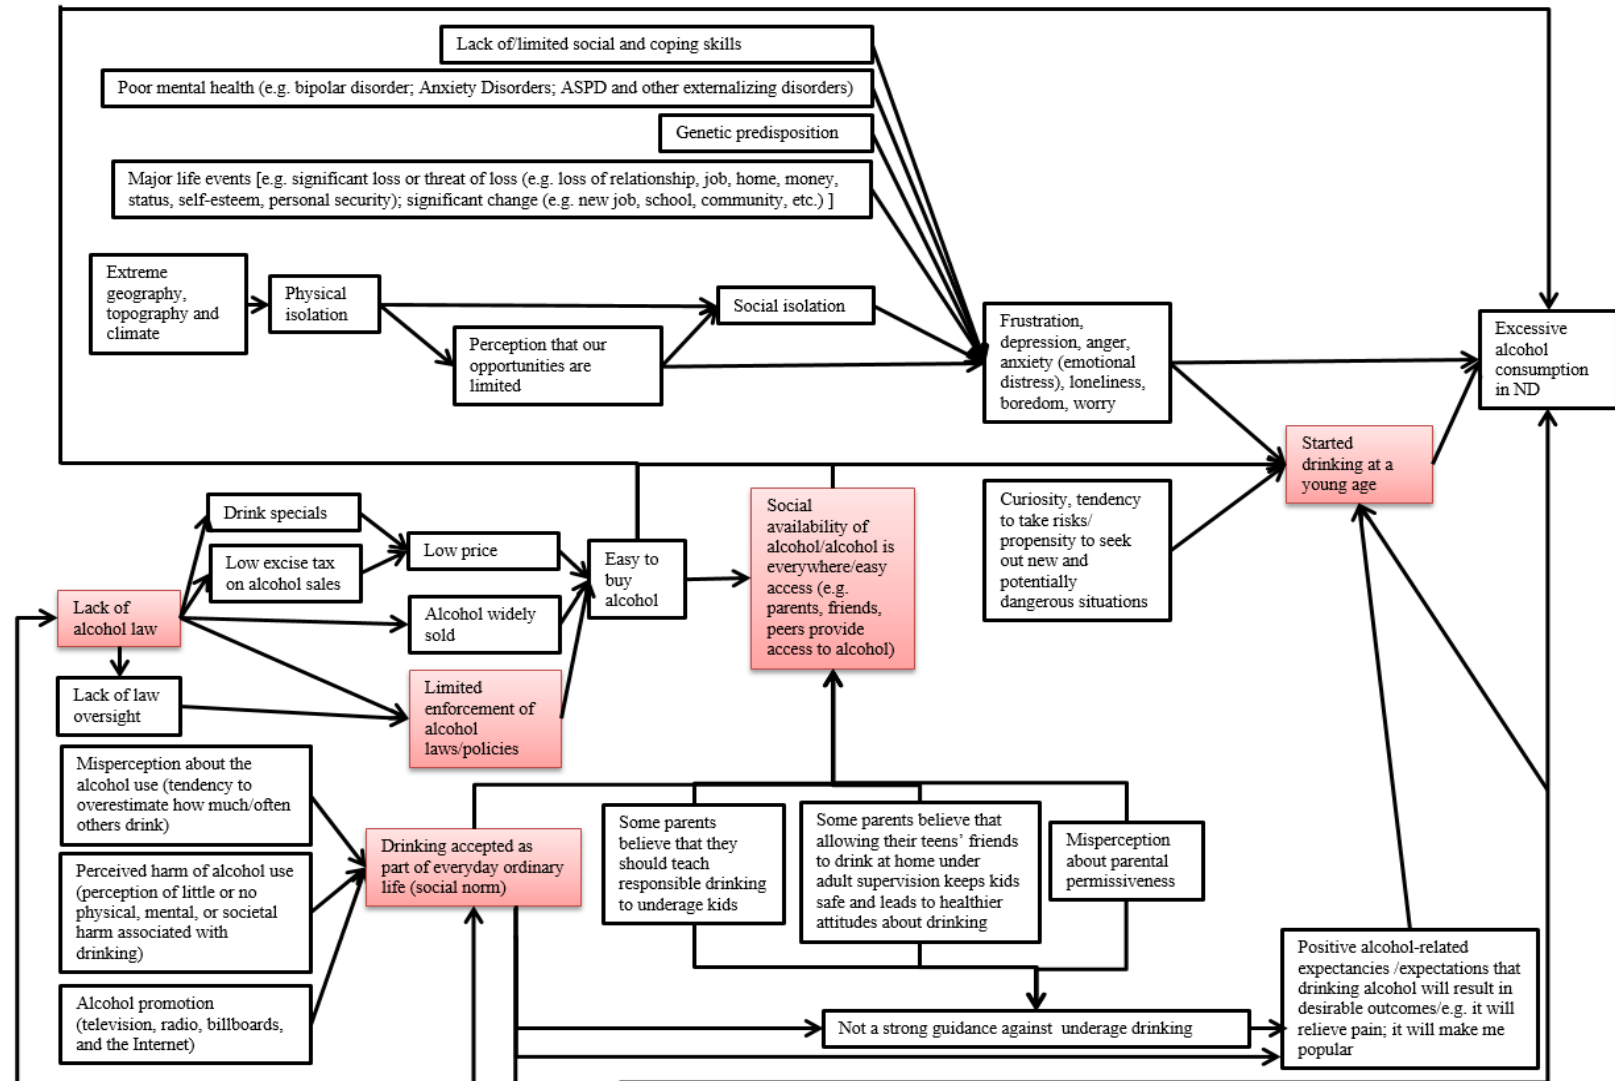 Lack of/limited social and coping skills
Poor mental health (e.g. bipolar disorder; Anxiety Disorders; ASPD and other externalizing disorders)
Genetic predisposition
Major life events [e.g. significant loss or threat of loss (e.g. loss of relationship, job, home, money,
status, self-esteem, personal security); significant change (e.g. new job, school, community, etc.) ]
Extreme
geography,
topography and
climate
Physical
isolation
Social isolation
Perception that our
opportunities are
limited
Frustration,
depression, anger,
anxiety (emotional
distress), loneliness,
boredom, worry
Excessive
alcohol
consumption
in ND
Started
drinking at a
young age
Curiosity, tendency
to take risks/
propensity to seek
out new and
potentially
dangerous situations
Drink specials
Low excise tax
on alcohol sales
Low price
Lack of
alcohol law
Alcohol widely
sold
Easy to
buy
alcohol
Social
availability of
alcohol/alcohol is
everywhere/easy
access (e.g.
parents, friends,
peers provide
access to alcohol)
Lack of law
oversight
Limited
enforcement of
alcohol
laws/policies
Misperception about the
alcohol use (tendency to
overestimate how much/often
others drink)
Perceived harm of alcohol use
(perception of little or no
physical, mental, or societal
harm associated with
drinking)
Alcohol promotion
(television, radio, billboards,
and the Internet)
Drinking accepted as
part of everyday ordinary
life (social norm)
Some parents
believe that they
should teach
responsible drinking
to underage kids
Some parents believe that
allowing their teens’ friends
to drink at home under
adult supervision keeps kids
safe and leads to healthier
attitudes about drinking
Misperception
about parental
permissiveness
Not a strong guidance against underage drinking
Positive alcohol-related
expectancies /expectations that
drinking alcohol will result in
desirable outcomes/e.g. it will
relieve pain; it will make me
popular